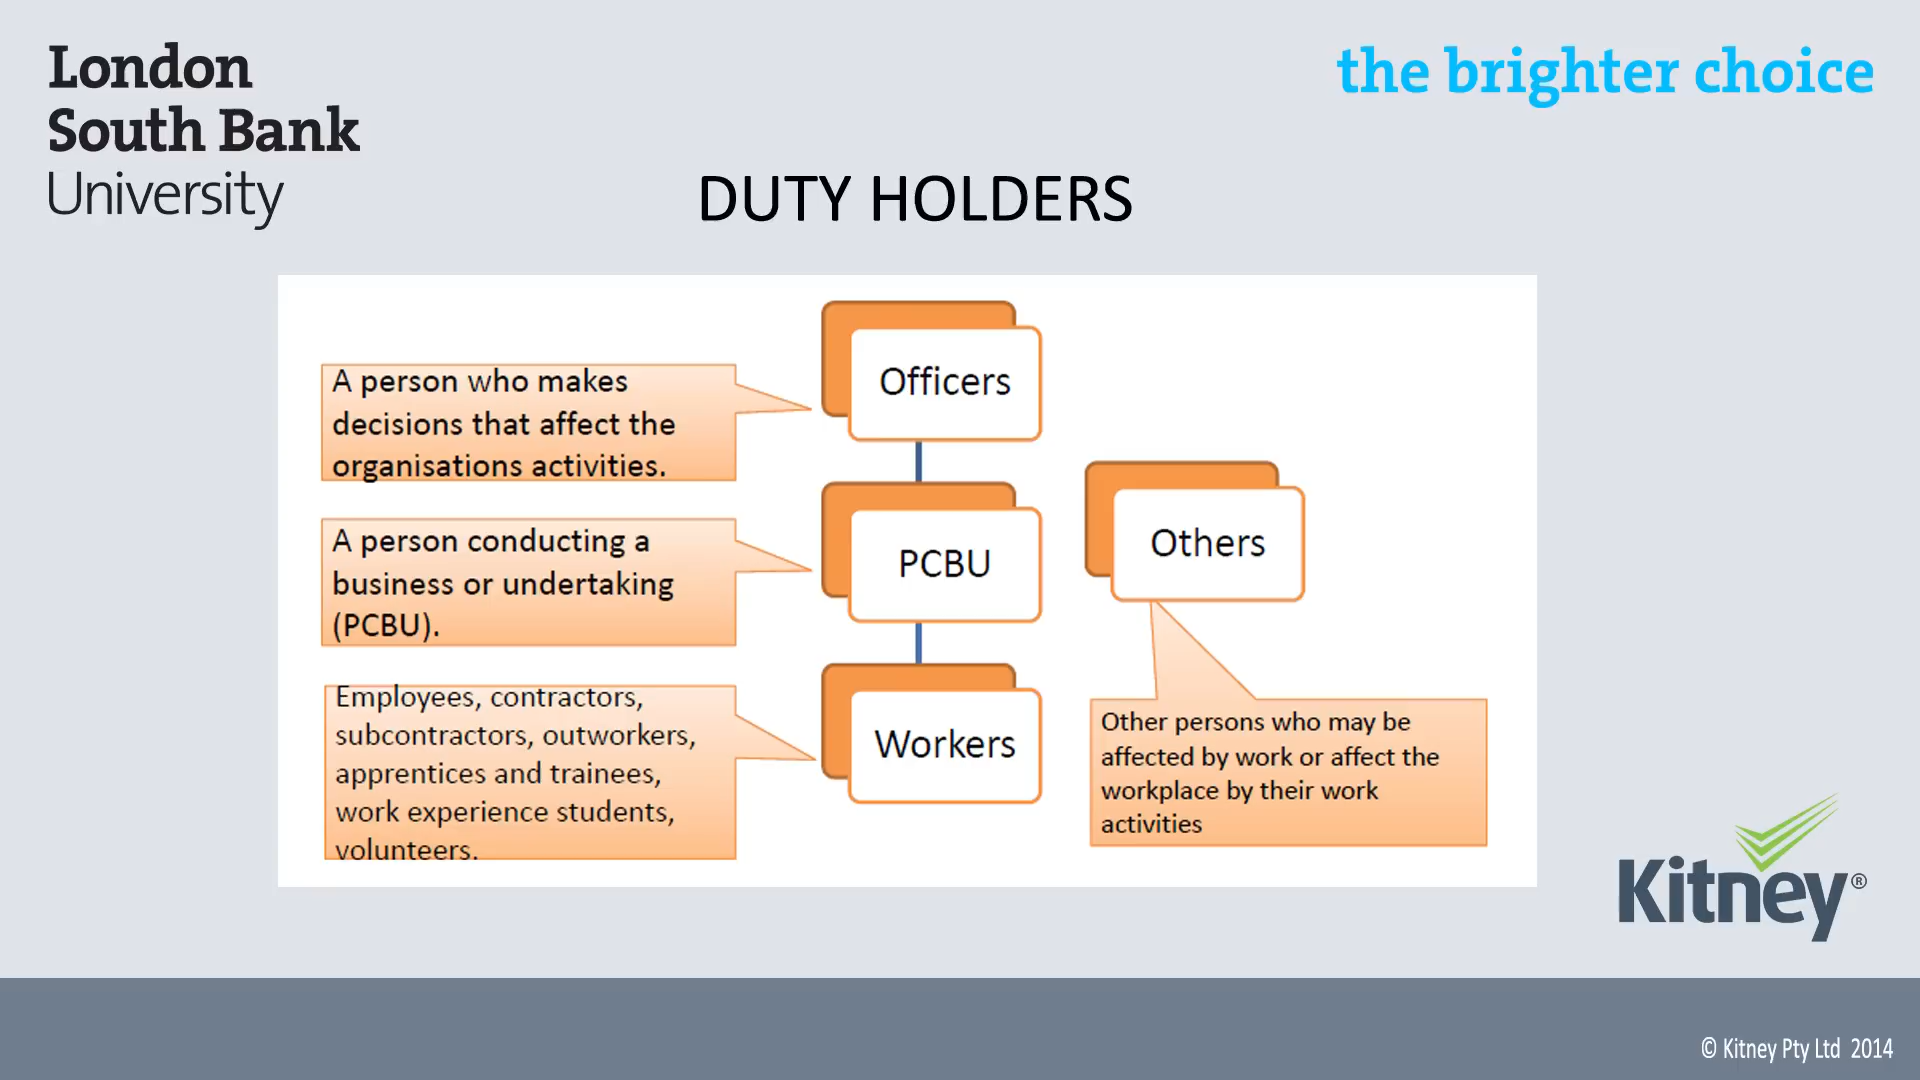 London
South Bank
University
the brighter choice
DUTY HOLDERS
A person who makes
decisions that affect the
organisations activities.
Officers
A person conducting a
business or undertaking
(PCBU).
PCBU
Others
Employees, contractors,
subcontractors, outworkers,
apprentices and trainees,
work experience students,
volunteers.
Workers
Other persons who may be
affected by work or affect the
workplace by their work
activities
Kitney®
© Kitney Pty Ltd 2014